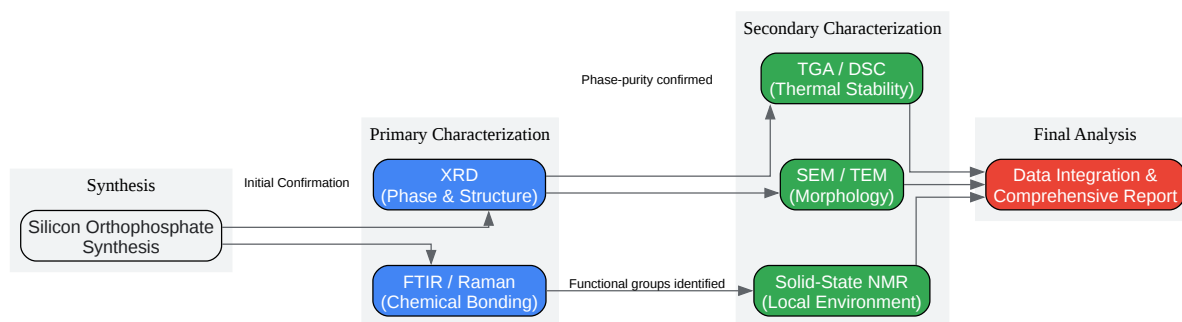 Synthesis
Silicon Orthophosphate
Synthesis
Initial Confirmation
Primary Characterization
XRD
(Phase & Structure)
FTIR / Raman
(Chemical Bonding)
Phase-purity confirmed
Functional groups identified
Secondary Characterization
TGA / DSC
(Thermal Stability)
SEM / TEM
(Morphology)
Solid-State NMR
(Local Environment)
Final Analysis
Data Integration &
Comprehensive Report